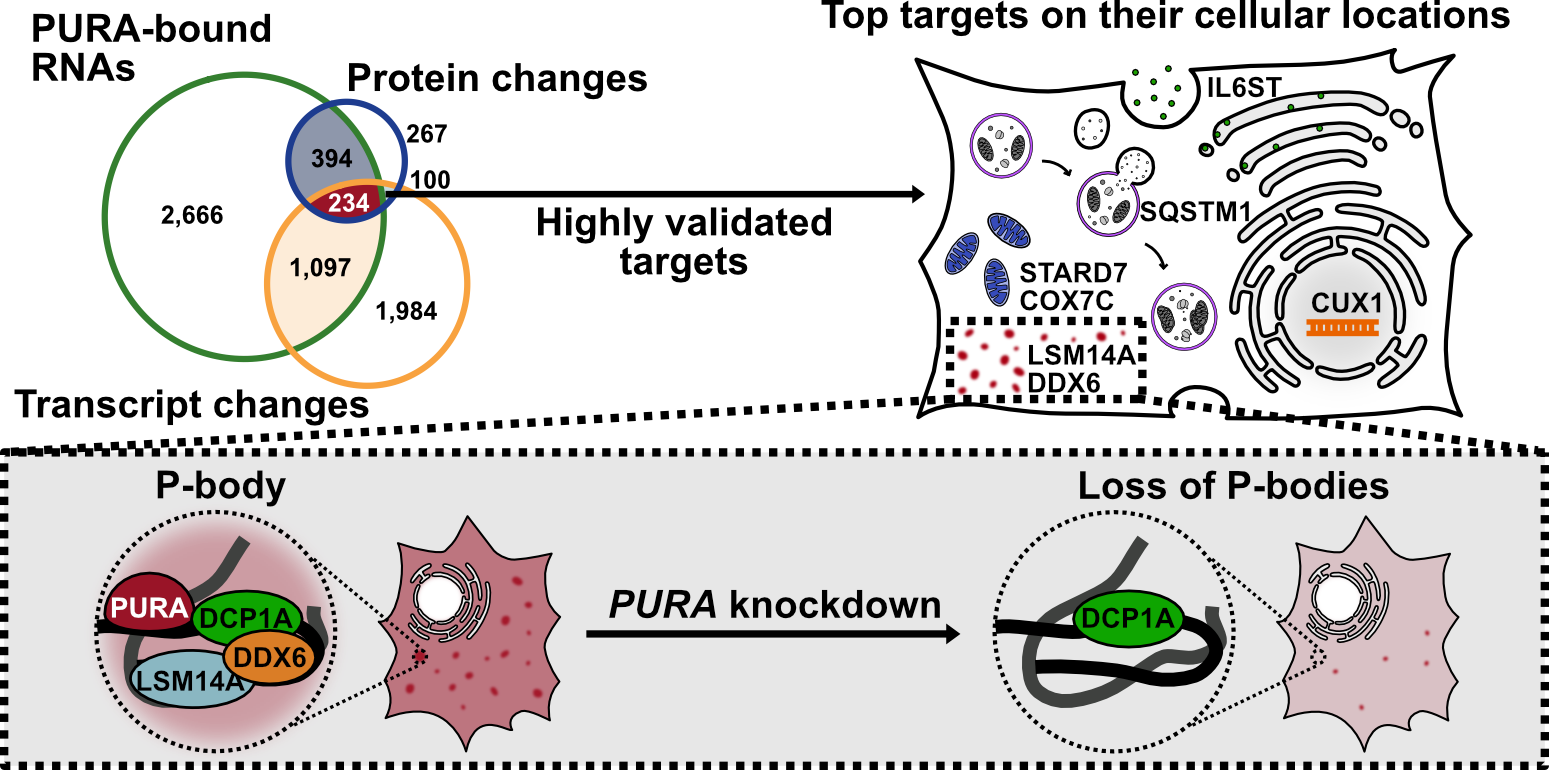 PURA-bound
RNAs
Protein changes
267
394
100
234
2,666
1,097
1,984
Transcript changes
Highly validated
targets
Top targets on their cellular locations
IL6ST
SQSTM1
STARD7
COX7C
CUX1
LSM14A
DDX6
P-body
PURA
DCP1A
DDX6
LSM14A
PURA knockdown
Loss of P-bodies
DCP1A